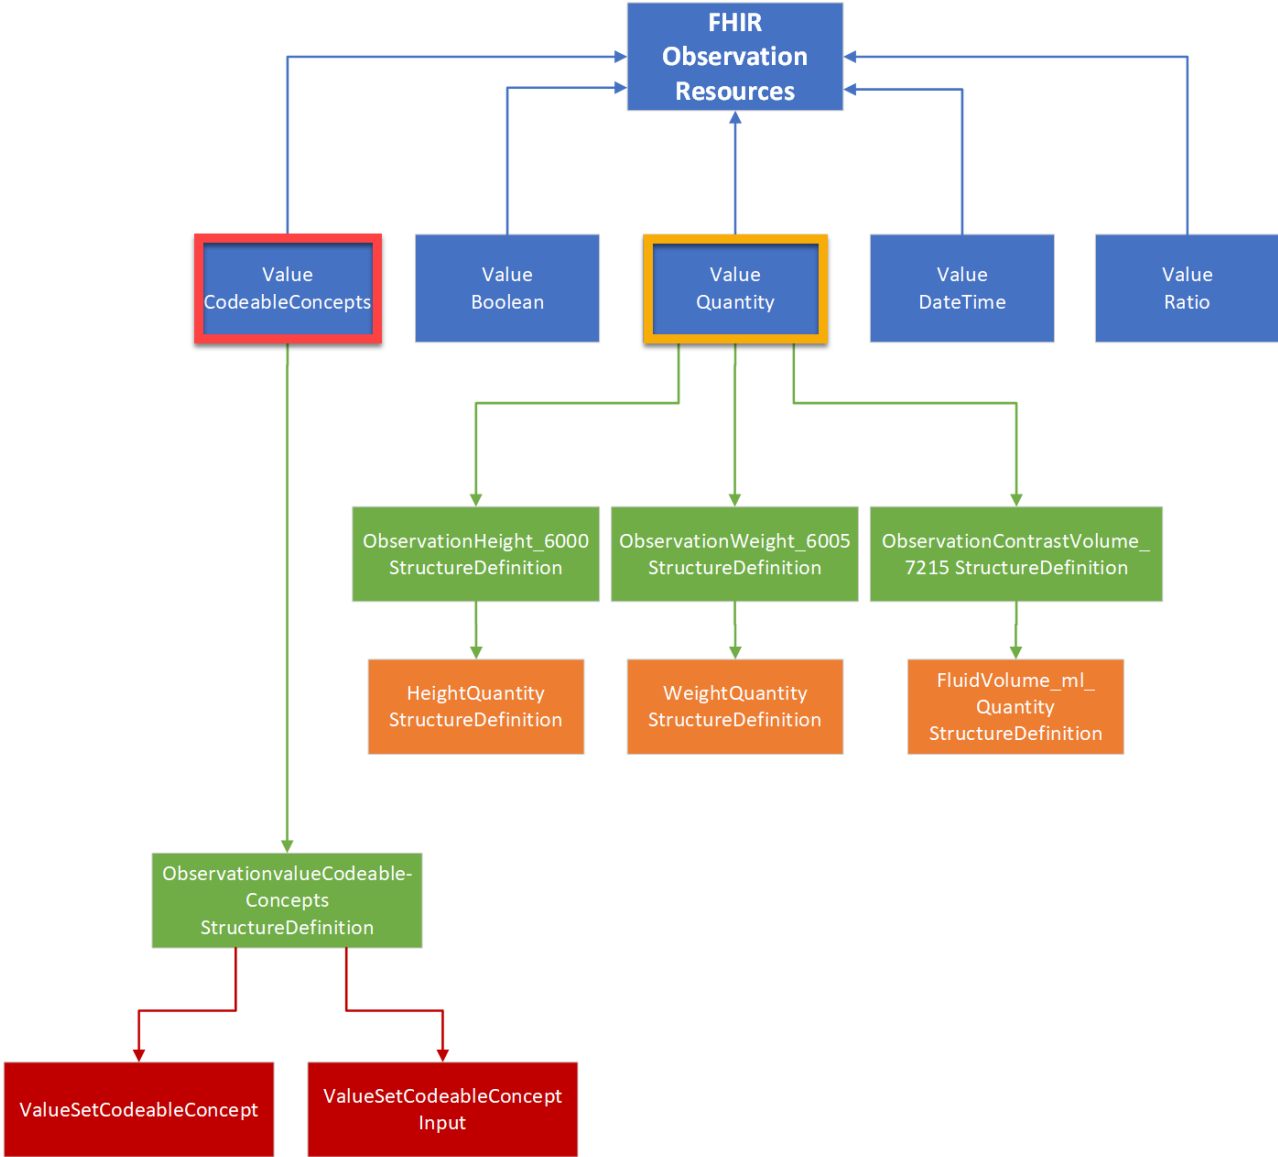 FHIR
Observation
Resources
Value
CodeableConcepts
Value
Boolean
Value
Quantity
Value
DateTime
Value
Ratio
ObservationHeight_6000
StructureDefinition
ObservationWeight_6005
StructureDefinition
ObservationContrastVolume_
7215 StructureDefinition
HeightQuantity
StructureDefinition
WeightQuantity
StructureDefinition
FluidVolume_ml_
Quantity
StructureDefinition
ObservationvalueCodeable-
Concepts
StructureDefinition
ValueSetCodeableConcept
ValueSetCodeableConcept
Input